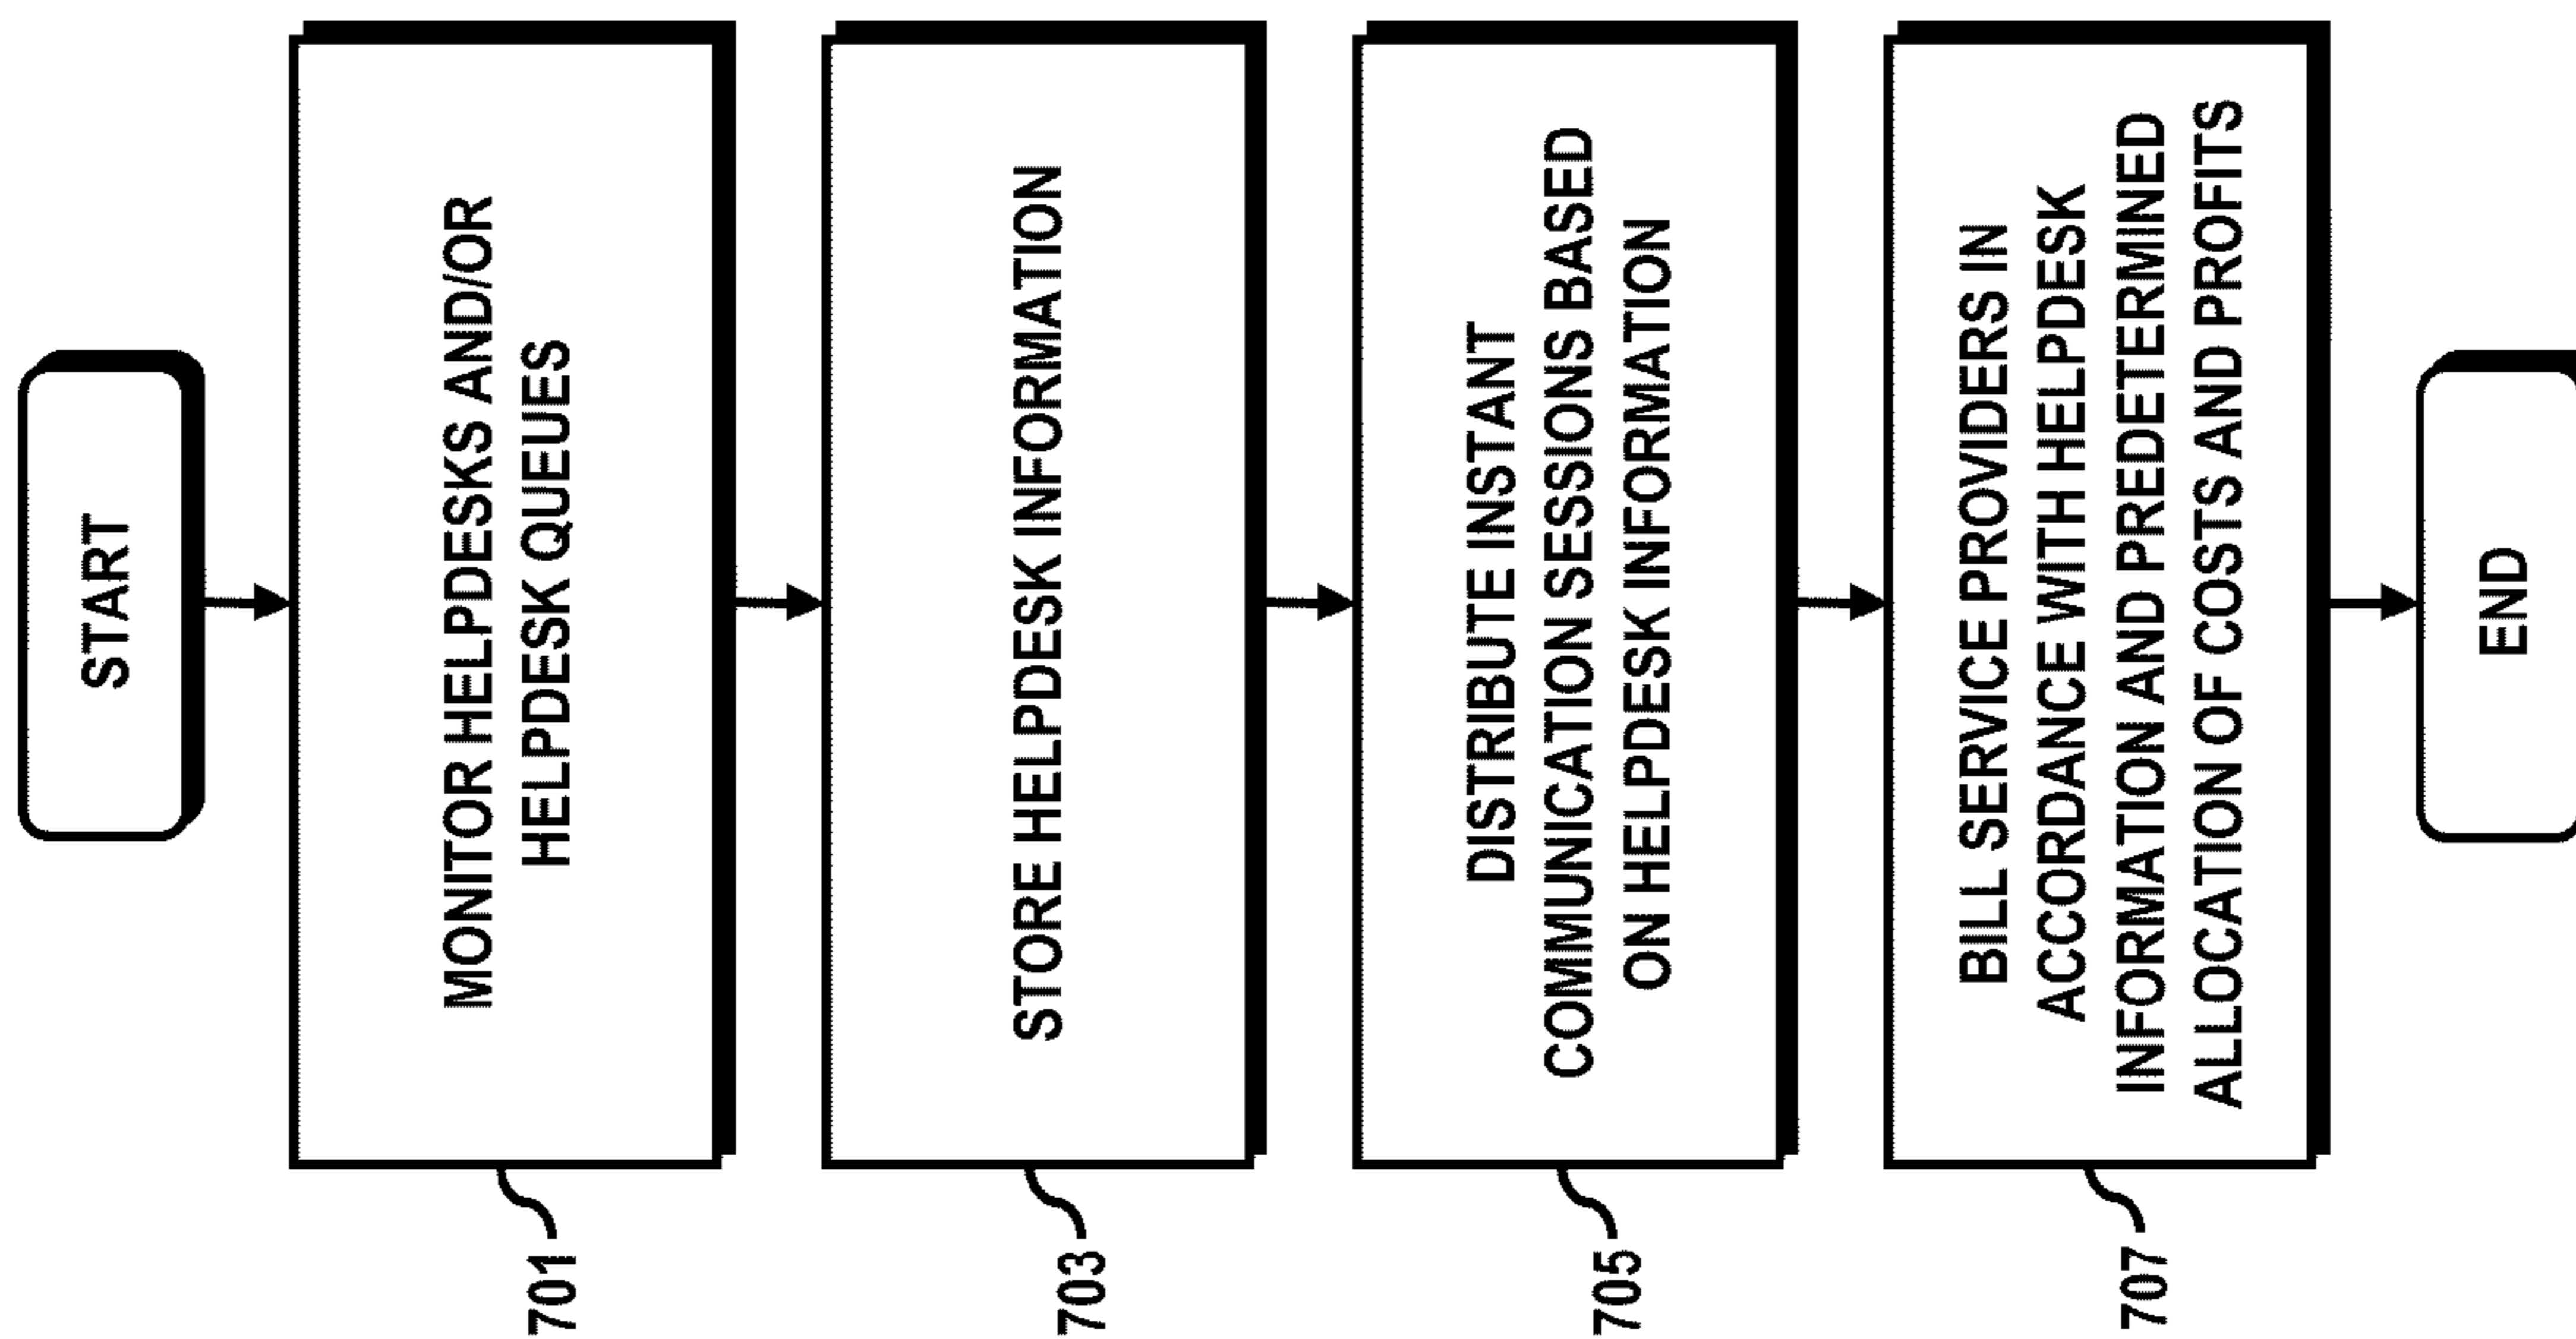 START
MONITOR HELPDESKS AND/OR
HELPDESK QUEUES
701
STORE HELPDESK INFORMATION
703
DISTRIBUTE INSTANT
COMMUNICATION SESSIONS BASED
ON HELPDESK INFORMATION
705
BILL SERVICE PROVIDERS IN
ACCORDANCE WITH HELPDESK
INFORMATION AND PREDETERMINED
ALLOCATION OF COSTS AND PROFITS
707
END